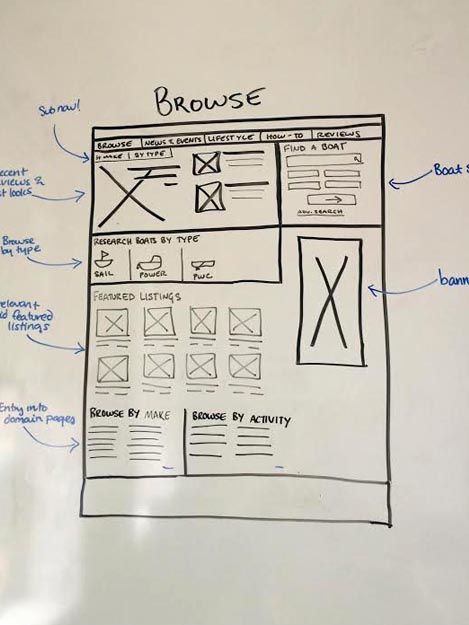 BROWSE
Subnav!
BROWSE NEWS & EVENTS LIFESTYLE HOW-TO REVIEWS
MAKE BY TYPE
FIND A BOAT
ADV. SEARCH
ecent
views &
t looks
Boat s
RESEARCH BOATS BY TYPE
SAIL POWER PWC
Browse
by type
bann
FEATURED LISTINGS
elevant
d featured
listings
BROWSE BY MAKE BROWSE BY ACTIVITY
Entry into
domain pages